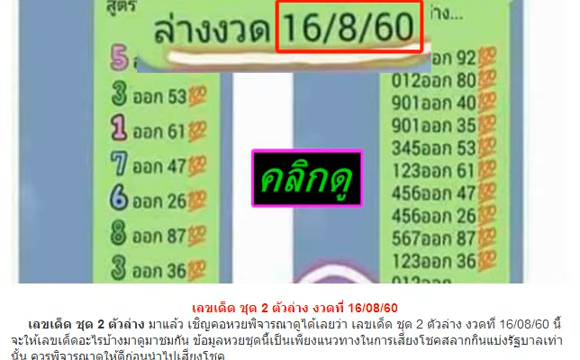 สูตร
ล่างงวด 16/8/60
ล่าง...
5
3 ออก 53💯
1 ออก 61💯
7 ออก 47💯
6 ออก 26💯
8 ออก 87💯
3 ออก 36💯
คลิกดู
ออก 92💯
012ออก 80💯
901ออก 40💯
901ออก 35💯
345ออก 53💯
123ออก 61💯
456ออก 47💯
456ออก 26💯
567ออก 87💯
123ออก 36💯
เลขเด็ด ชุด 2 ตัวล่าง งวดที่ 16/08/60
เลขเด็ด ชุด 2 ตัวล่าง มาแล้ว เชิญคอหวยพิจารณาดูได้เลยว่า เลขเด็ด ชุด 2 ตัวล่าง งวดที่ 16/08/60 นี้
จะให้เลขเด็ดอะไรบ้างมาดูมาชมกัน ข้อมูลหวยชุดนี้เป็นเพียงแนวทางในการเสี่ยงโชคสลากกินแบ่งรัฐบาลเท่า
นั้น ควรพิจารณาดูให้ดีก่อนนำไปเสี่ยงโชค